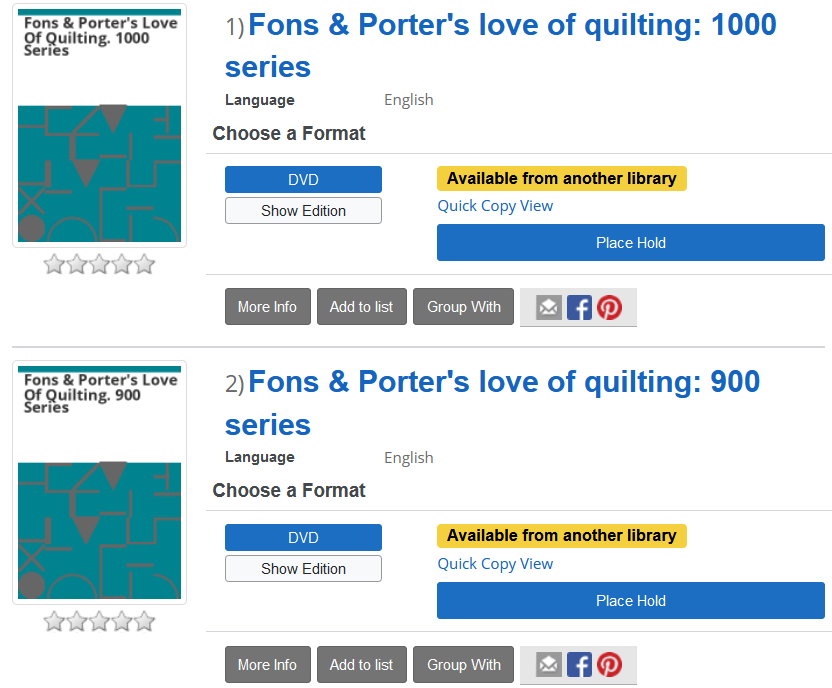 Fons & Porter's Love
Of Quilting. 1000
Series
1) Fons & Porter's love of quilting: 1000
series
Language English
Choose a Format
DVD Available from another library
Show Edition Quick Copy View
Place Hold
More Info Add to list Group With
Fons & Porter's Love
Of Quilting. 900
Series
2) Fons & Porter's love of quilting: 900
series
Language English
Choose a Format
DVD Available from another library
Show Edition Quick Copy View
Place Hold
More Info Add to list Group With